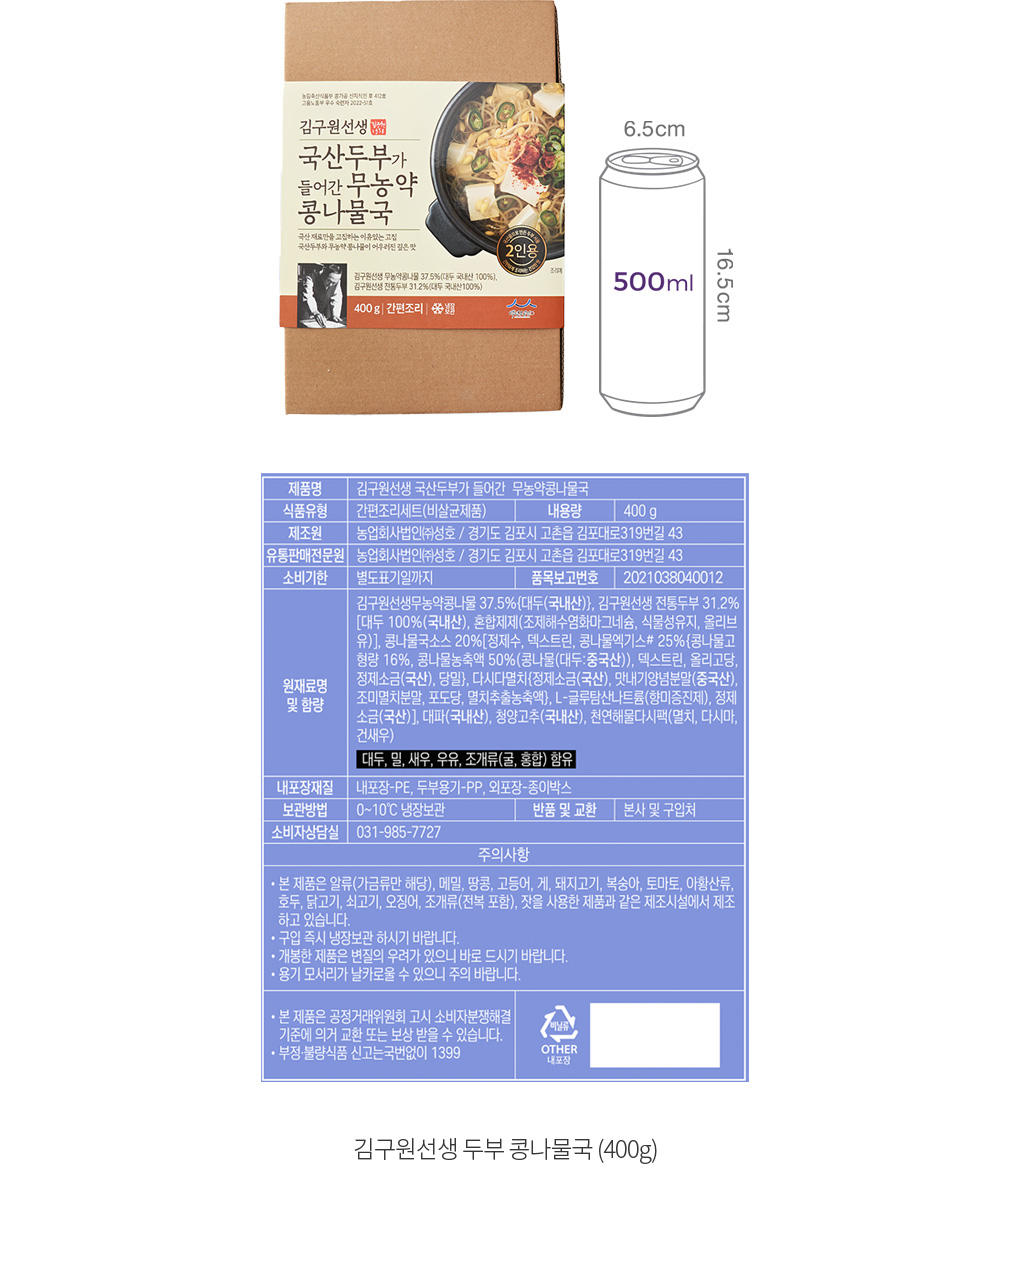 농림축산식품부 콩가공 신지식인 후 412호
고용노동부 우수 숙련자 2022-51호
김구원선생
국산두부가
들어간 무농약
콩나물국
국산 재료만을 고집하는 이유있는 고집
국산두부와 무농약 콩나물이 어우러진 깊은 맛
2인용
조리예
김구원선생 무농약콩나물 37.5%(대두 국내산 100%),
김구원선생 전통두부 31.2%(대두 국내산100%)
400 g | 간편조리 | 냉장보관
6.5cm
500ml
16.5cm
제품명 김구원선생 국산두부가 들어간 무농약콩나물국
식품유형 간편조리세트(비살균제품) 내용량 400 g
제조원 농업회사법인㈜성호 / 경기도 김포시 고촌읍 김포대로319번길 43
유통판매전문원 농업회사법인㈜성호 / 경기도 김포시 고촌읍 김포대로319번길 43
소비기한 별도표기일까지 품목보고번호 2021038040012
원재료명 및 함량
김구원선생무농약콩나물 37.5%{대두(국내산)}, 김구원선생 전통두부 31.2%
[대두 100%(국내산), 혼합제제(조제해수염화마그네슘, 식물성유지, 올리브
유)], 콩나물국소스 20%[정제수, 덱스트린, 콩나물엑기스# 25%{콩나물고
형량 16%, 콩나물농축액 50%(콩나물(대두:중국산)), 덱스트린, 올리고당,
정제소금(국산), 당밀}, 다시다멸치{정제소금(국산), 맛내기양념분말(중국산),
조미멸치분말, 포도당, 멸치추출농축액}, L-글루탐산나트륨(향미증진제), 정제
소금(국산)], 대파(국내산), 청양고추(국내산), 천연해물다시팩(멸치, 다시마,
건새우)
대두, 밀, 새우, 우유, 조개류(굴, 홍합) 함유
내포장재질 내포장-PE, 두부용기-PP, 외포장-종이박스
보관방법 0~10℃ 냉장보관 반품 및 교환 본사 및 구입처
소비자상담실 031-985-7727
주의사항
• 본 제품은 알류(가금류만 해당), 메밀, 땅콩, 고등어, 게, 돼지고기, 복숭아, 토마토, 아황산류,
호두, 닭고기, 쇠고기, 오징어, 조개류(전복 포함), 잣을 사용한 제품과 같은 제조시설에서 제조
하고 있습니다.
• 구입 즉시 냉장보관 하시기 바랍니다.
• 개봉한 제품은 변질의 우려가 있으니 바로 드시기 바랍니다.
• 용기 모서리가 날카로울 수 있으니 주의 바랍니다.
• 본 제품은 공정거래위원회 고시 소비자분쟁해결
기준에 의거 교환 또는 보상 받을 수 있습니다.
• 부정·불량식품 신고는국번없이 1399
비닐류
OTHER
내포장
김구원선생 두부 콩나물국 (400g)